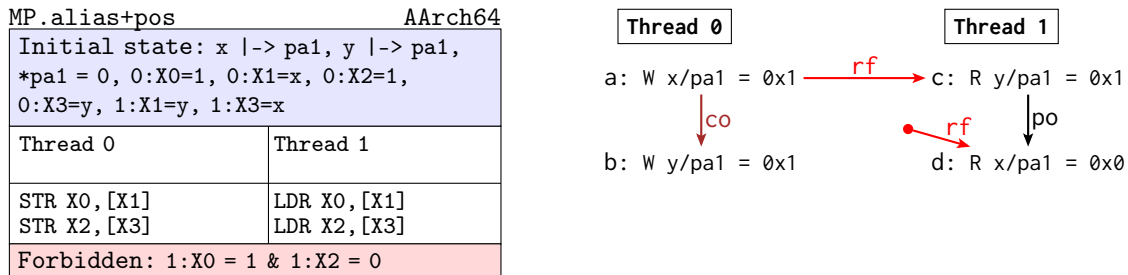 MP.alias+pos AArch64
Initial state: x |-> pa1, y |-> pa1,
*pa1 = 0, 0:X0=1, 0:X1=x, 0:X2=1,
0:X3=y, 1:X1=y, 1:X3=x
Thread 0 Thread 1
STR X0,[X1] LDR X0,[X1]
STR X2,[X3] LDR X2,[X3]
Forbidden: 1:X0 = 1 & 1:X2 = 0
Thread 0 Thread 1
rf
a: W x/pa1 = 0x1 c: R y/pa1 = 0x1
co rf po
b: W y/pa1 = 0x1 d: R x/pa1 = 0x0